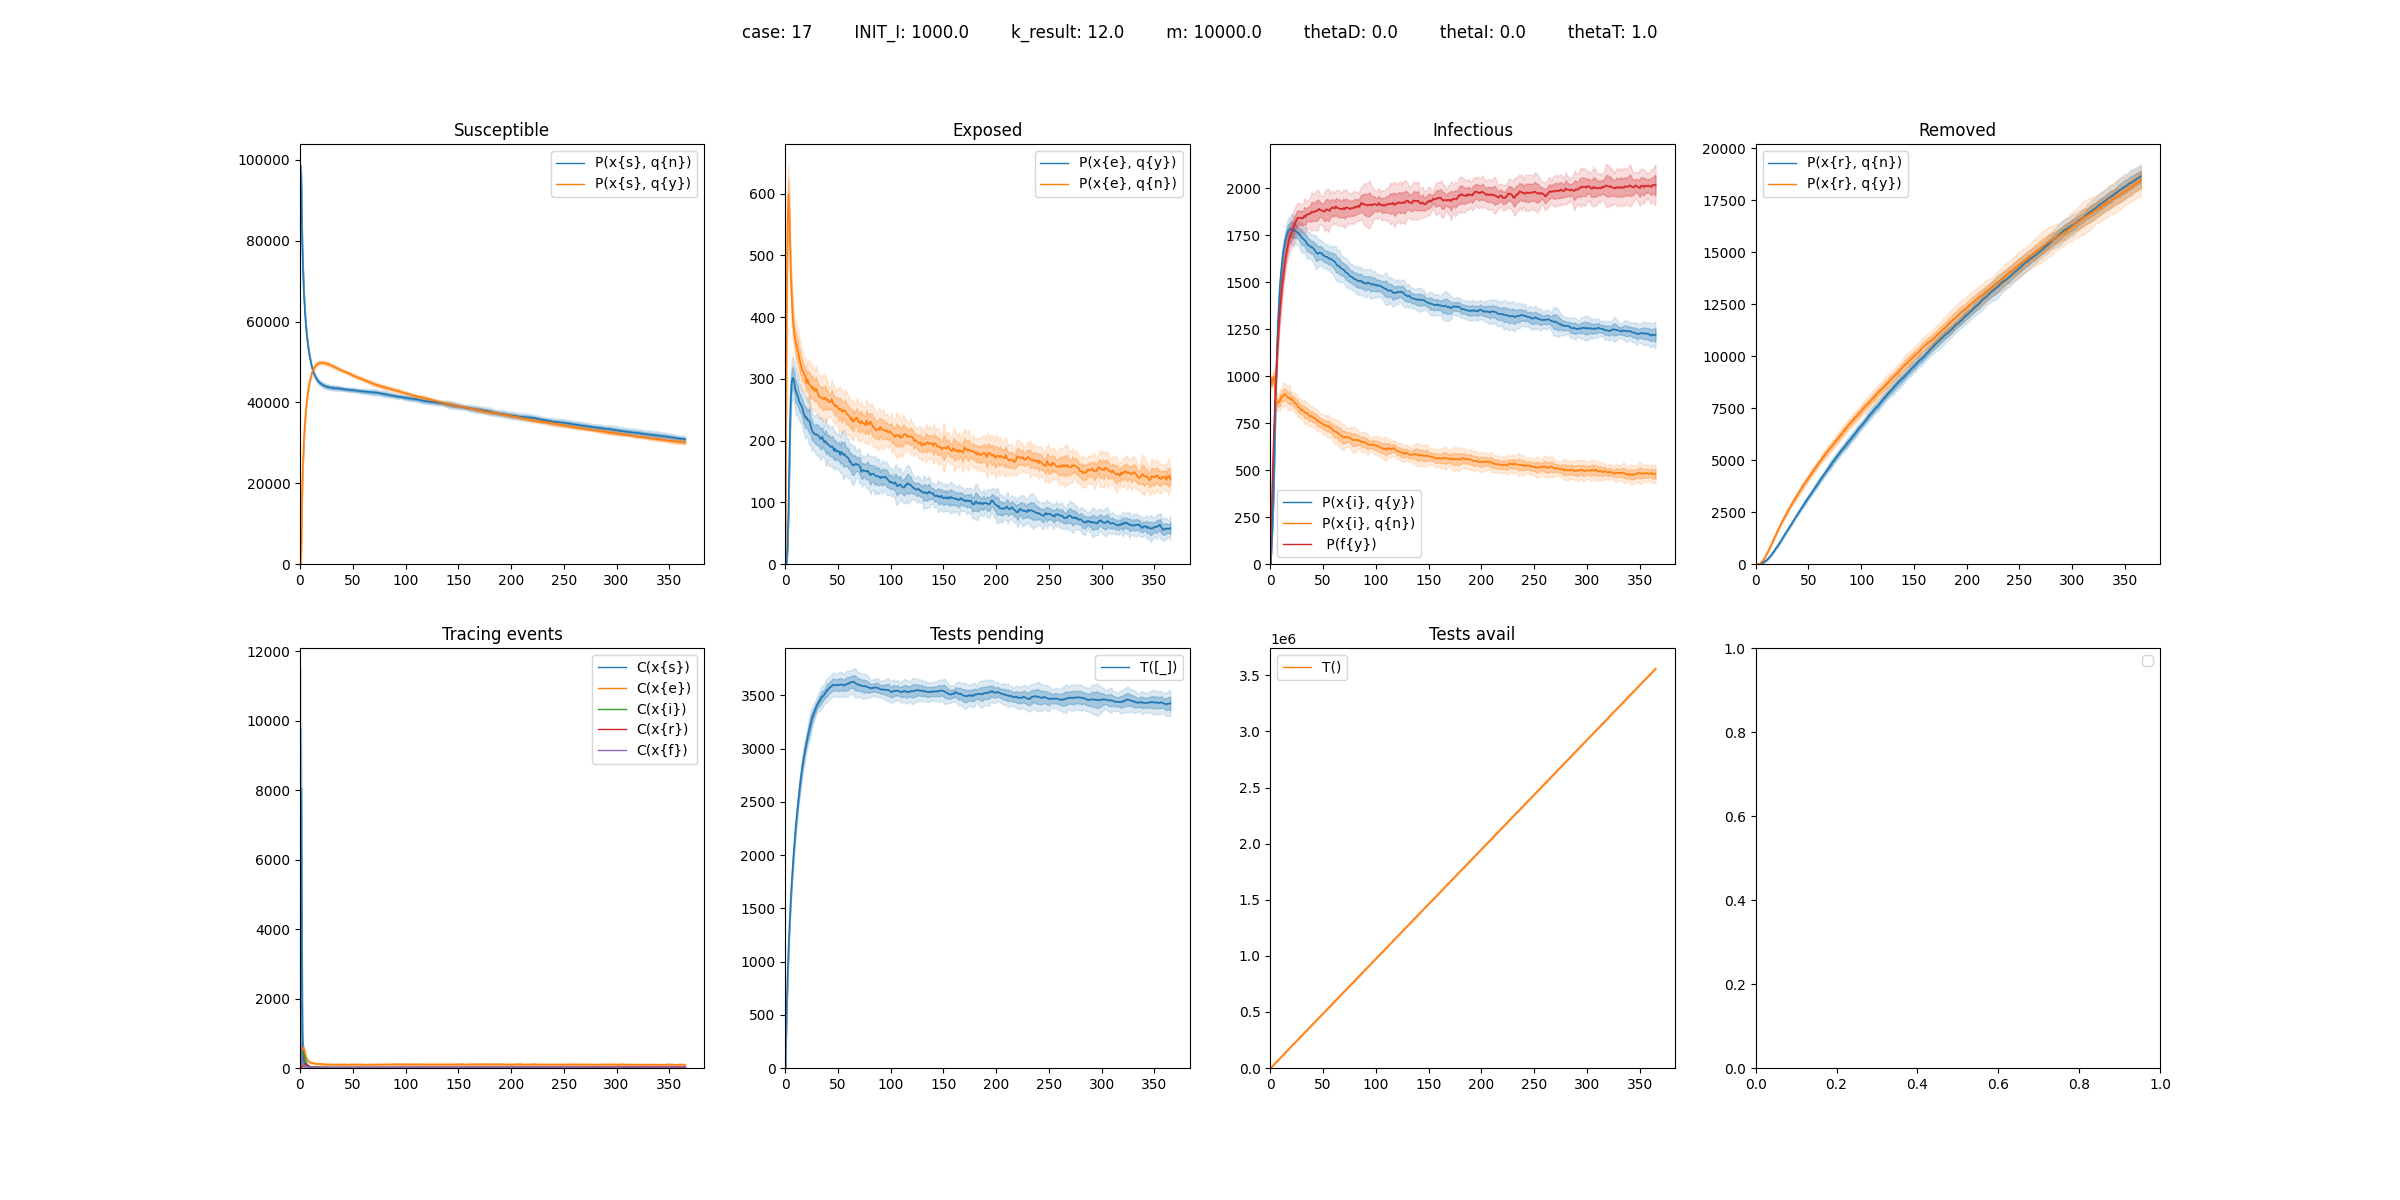 case: 17 INIT_I: 1000.0 k_result: 12.0 m: 10000.0 thetaD: 0.0 thetaI: 0.0 thetaT: 1.0
Susceptible
100000
80000
60000
40000
20000
0
0 50 100 150 200 250 300 350
P(x{s}, q{n})
P(x{s}, q{y})
Exposed
600
500
400
300
200
100
0
0 50 100 150 200 250 300 350
P(x{e}, q{y})
P(x{e}, q{n})
Infectious
2000
1750
1500
1250
1000
750
500
250
0
0 50 100 150 200 250 300 350
P(x{i}, q{y})
P(x{i}, q{n})
P(f{y})
Removed
20000
17500
15000
12500
10000
7500
5000
2500
0
0 50 100 150 200 250 300 350
P(x{r}, q{n})
P(x{r}, q{y})
Tracing events
12000
10000
8000
6000
4000
2000
0
0 50 100 150 200 250 300 350
C(x{s})
C(x{e})
C(x{i})
C(x{r})
C(x{f})
Tests pending
3500
3000
2500
2000
1500
1000
500
0
0 50 100 150 200 250 300 350
T([_])
Tests avail
1e6
3.5
3.0
2.5
2.0
1.5
1.0
0.5
0.0
0 50 100 150 200 250 300 350
T()
1.0
0.8
0.6
0.4
0.2
0.0
0.0 0.2 0.4 0.6 0.8 1.0